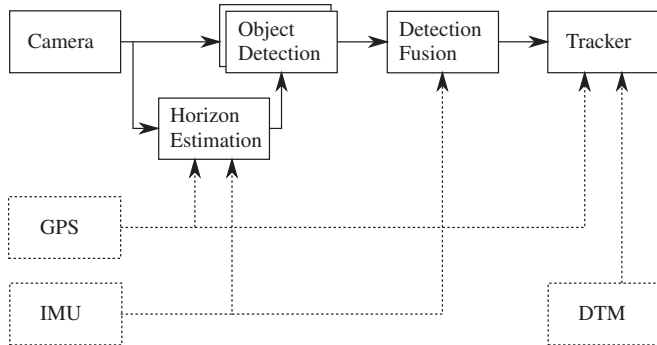 Camera
Object
Detection
Detection
Fusion
Tracker
Horizon
Estimation
GPS
IMU
DTM